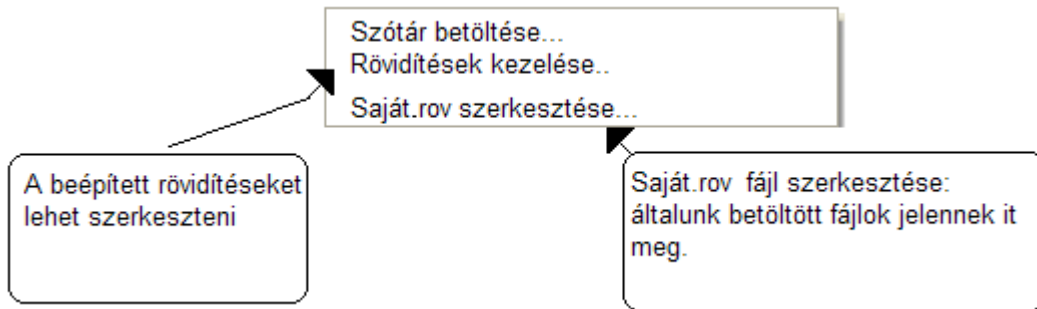 Szótár betöltése...
Rövidítések kezelése..
Saját.rov szerkesztése...
A beépített rövidítéseket
lehet szerkeszteni
Saját.rov fájl szerkesztése:
általunk betöltött fájlok jelennek it
meg.